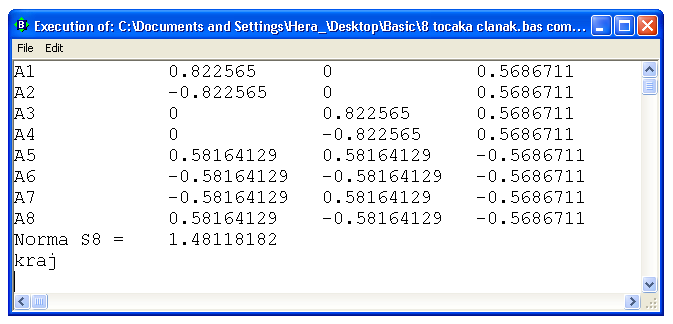 Execution of: C:\Documents and Settings\Hera_\Desktop\Basic\8 tocaka clanak.bas com...
File Edit
A1 0.822565 0 0.5686711
A2 -0.822565 0 0.5686711
A3 0 0.822565 0.5686711
A4 0 -0.822565 0.5686711
A5 0.58164129 0.58164129 -0.5686711
A6 -0.58164129 -0.58164129 -0.5686711
A7 -0.58164129 0.58164129 -0.5686711
A8 0.58164129 -0.58164129 -0.5686711
Norma S8 = 1.48118182
kraj